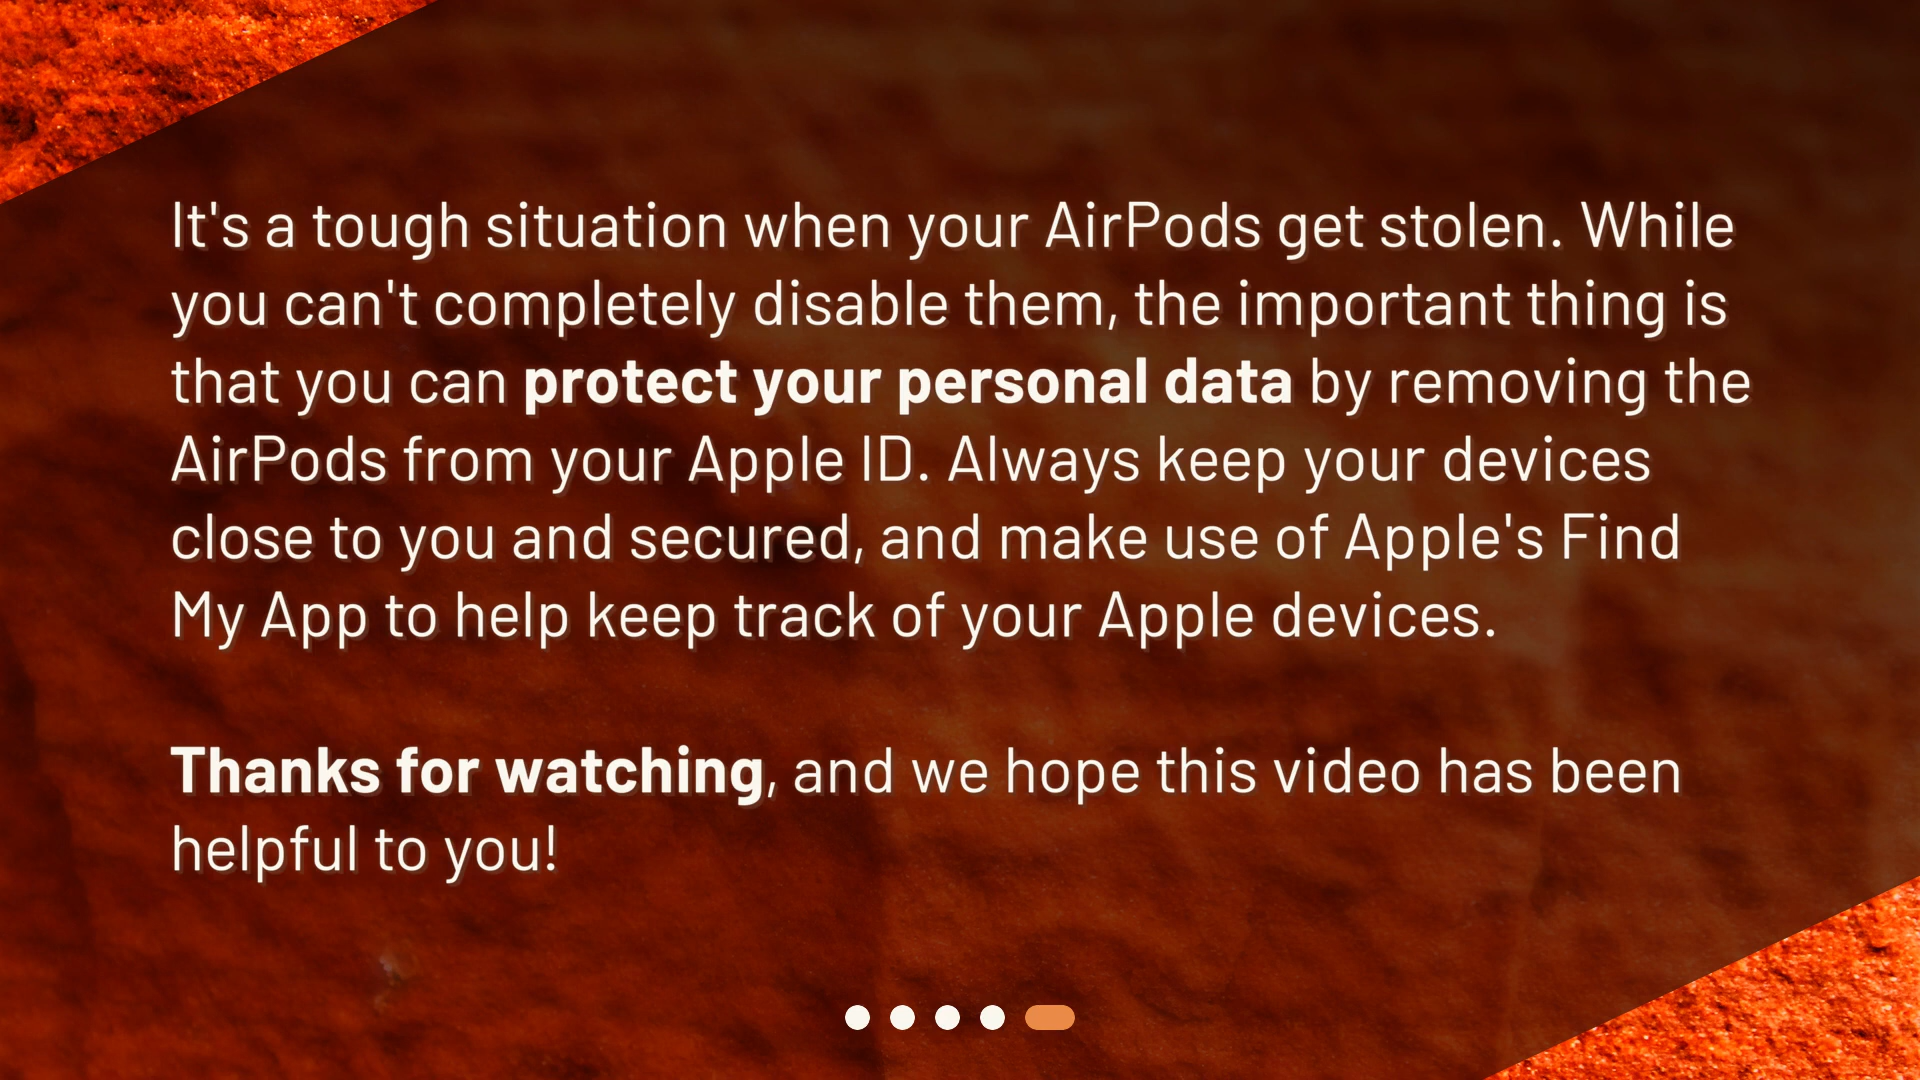 It's a tough situation when your AirPods get stolen. While
you can't completely disable them, the important thing is
that you can protect your personal data by removing the
AirPods from your Apple ID. Always keep your devices
close to you and secured, and make use of Apple's Find
My App to help keep track of your Apple devices.
Thanks for watching, and we hope this video has been
helpful to you!